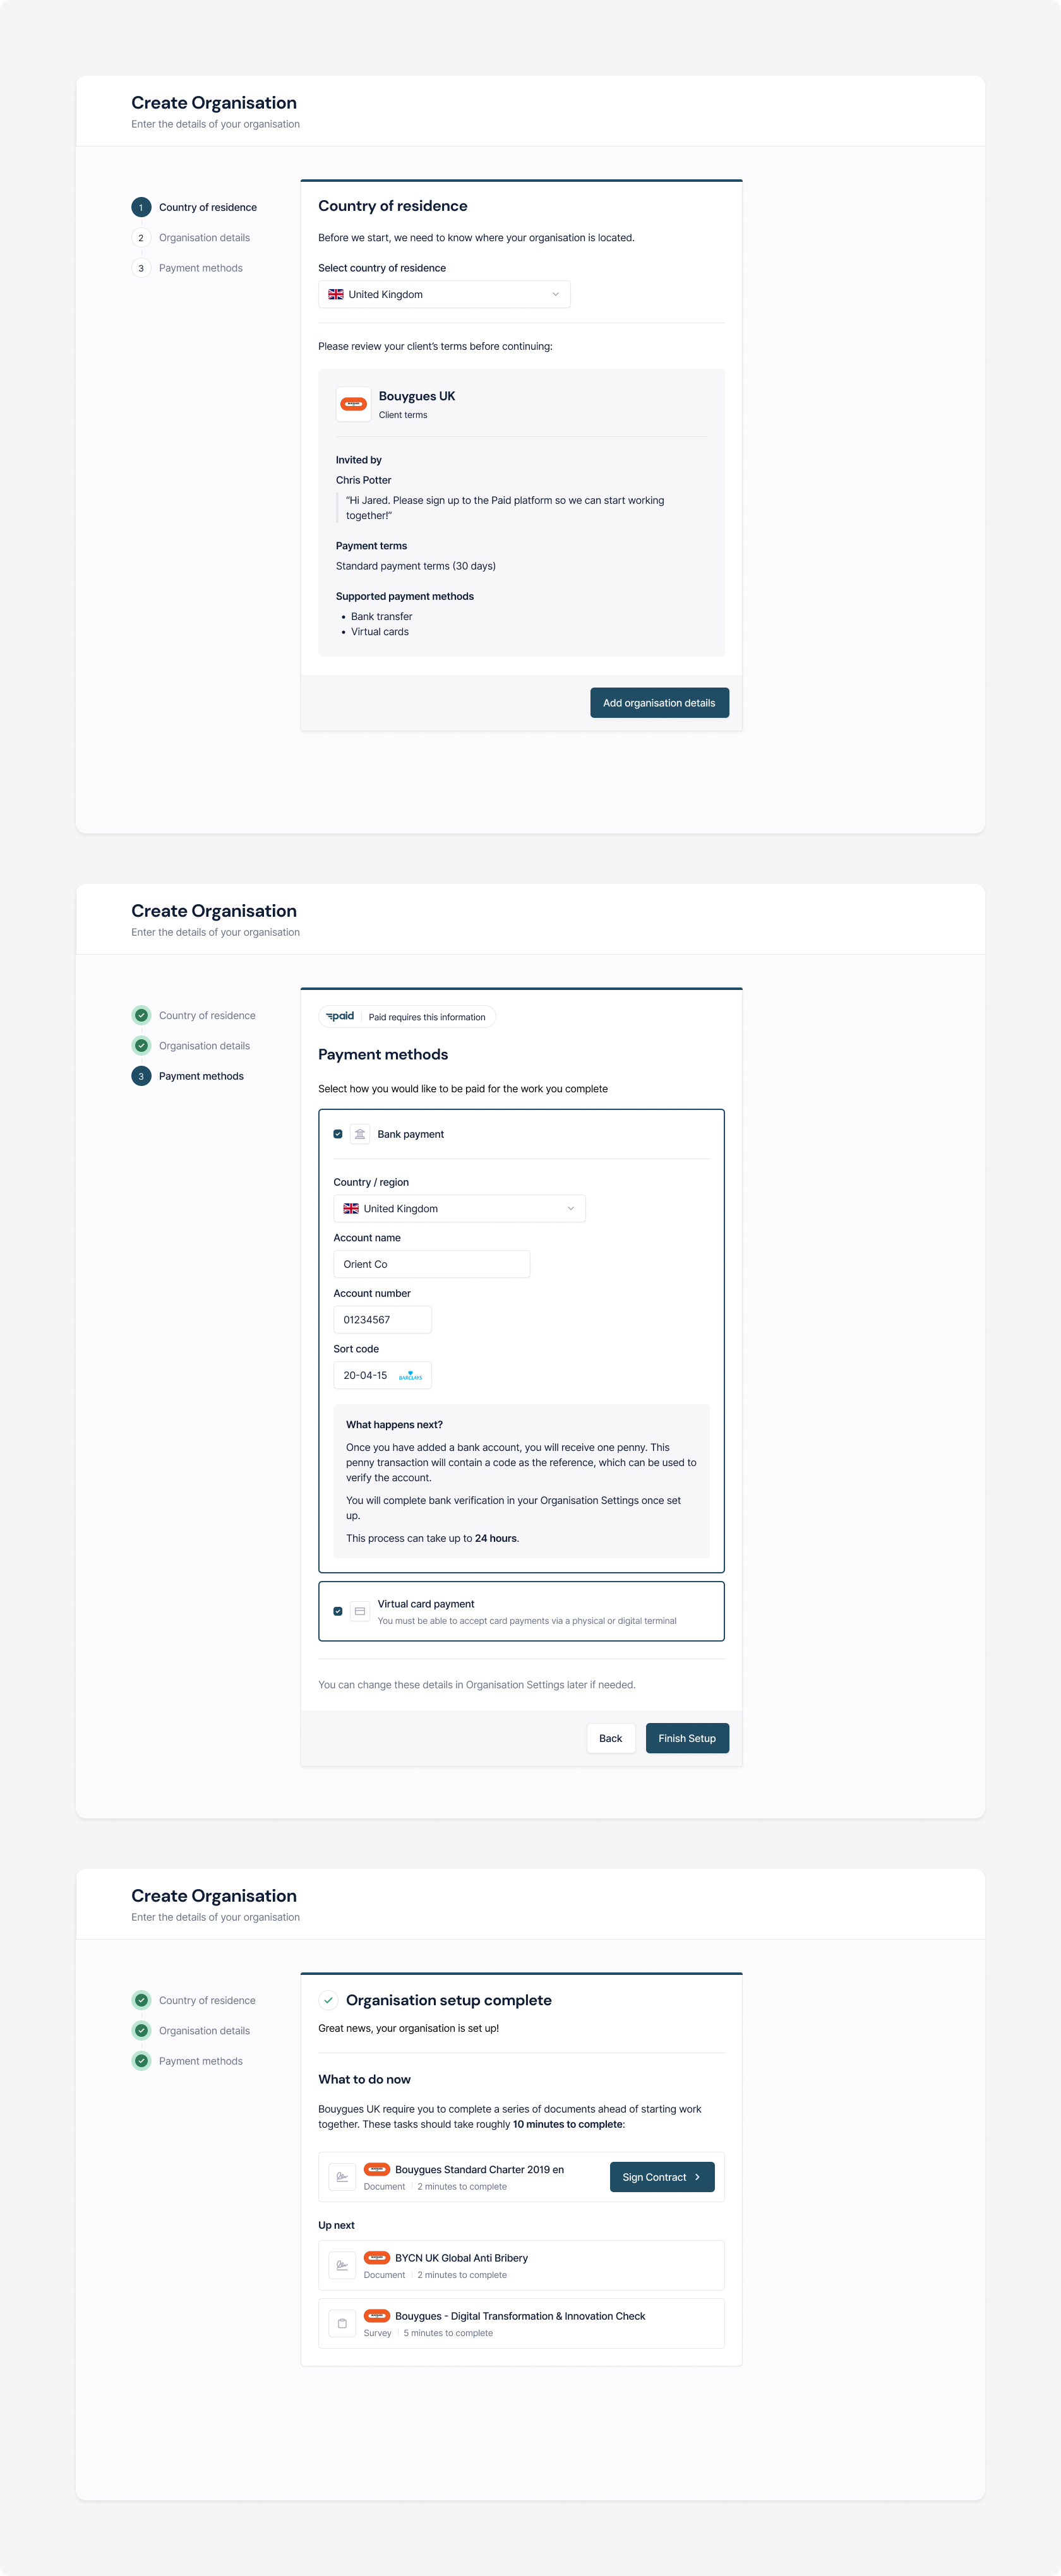 Create Organisation
Enter the details of your organisation
1 Country of residence
2 Organisation details
3 Payment methods
Country of residence
Before we start, we need to know where your organisation is located.
Select country of residence
United Kingdom
Please review your client’s terms before continuing:
Bouygues UK
Client terms
Invited by
Chris Potter
“Hi Jared. Please sign up to the Paid platform so we can start working
together!”
Payment terms
Standard payment terms (30 days)
Supported payment methods
• Bank transfer
• Virtual cards
Add organisation details
Create Organisation
Enter the details of your organisation
Country of residence
Organisation details
3 Payment methods
paid Paid requires this information
Payment methods
Select how you would like to be paid for the work you complete
Bank payment
Country / region
United Kingdom
Account name
Orient Co
Account number
01234567
Sort code
20-04-15 BARCLAYS
What happens next?
Once you have added a bank account, you will receive one penny. This
penny transaction will contain a code as the reference, which can be used to
verify the account.
You will complete bank verification in your Organisation Settings once set
up.
This process can take up to 24 hours.
Virtual card payment
You must be able to accept card payments via a physical or digital terminal
You can change these details in Organisation Settings later if needed.
Back Finish Setup
Create Organisation
Enter the details of your organisation
Country of residence
Organisation details
Payment methods
Organisation setup complete
Great news, your organisation is set up!
What to do now
Bouygues UK require you to complete a series of documents ahead of starting work
together. These tasks should take roughly 10 minutes to complete:
Bouygues Standard Charter 2019 en
Document 2 minutes to complete
Sign Contract
Up next
BYCN UK Global Anti Bribery
Document 2 minutes to complete
Bouygues - Digital Transformation & Innovation Check
Survey 5 minutes to complete